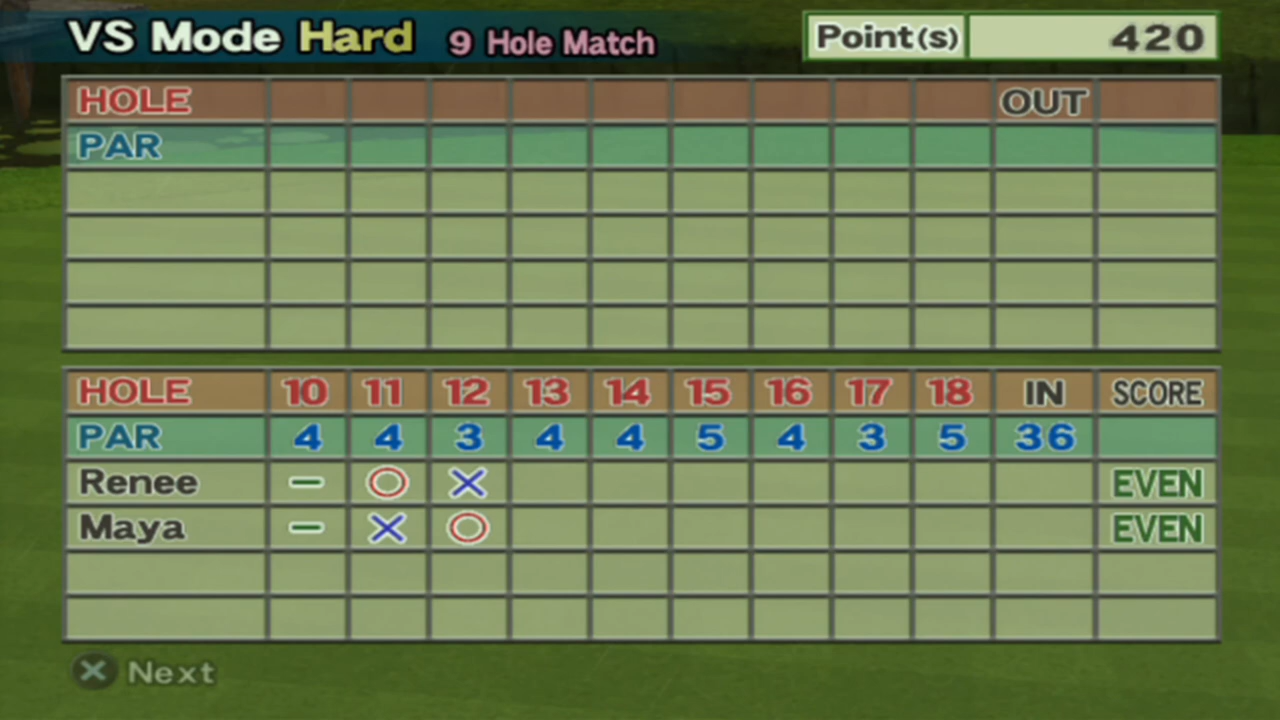 VS Mode Hard 9 Hole Match Point(s) 420
HOLE OUT
PAR
HOLE 10 11 12 13 14 15 16 17 18 IN SCORE
PAR 4 4 3 4 4 5 4 3 5 36
Renee – ○ × EVEN
Maya – × ○ EVEN
× Next